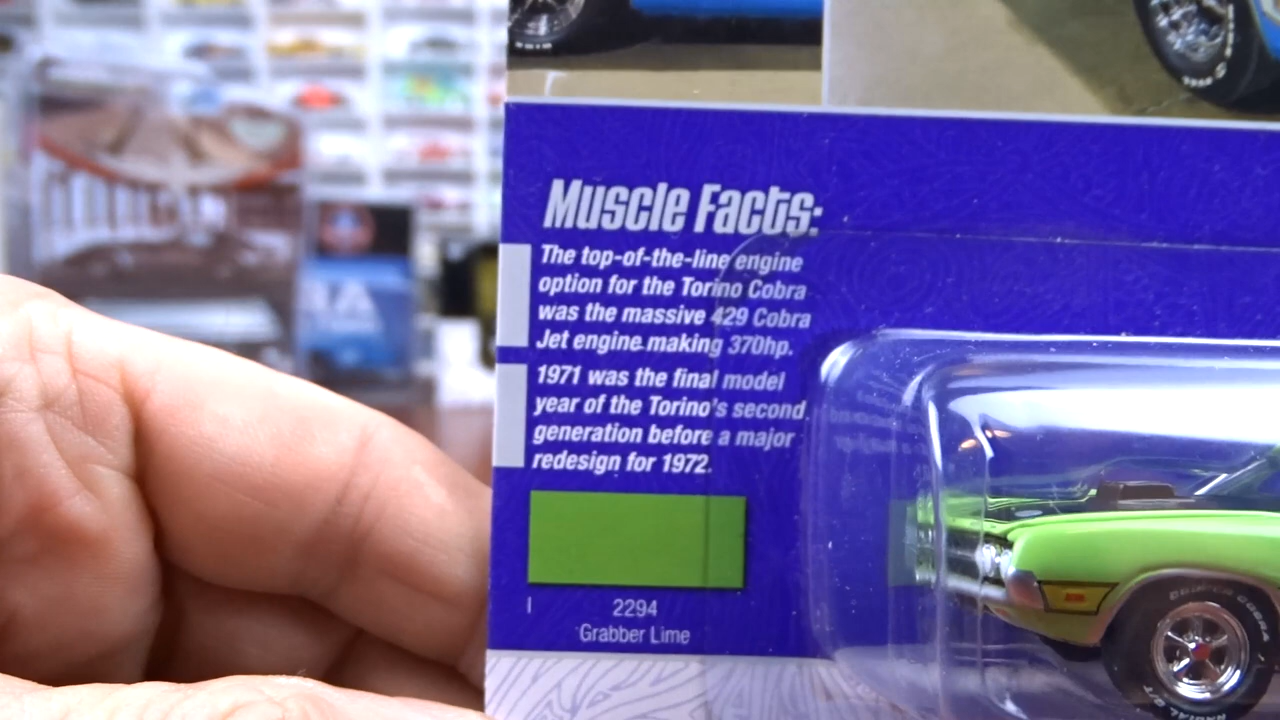 Muscle Facts:
The top-of-the-line engine
option for the Torino Cobra
was the massive 429 Cobra
Jet engine making 370hp.
1971 was the final model
year of the Torino's second
generation before a major
redesign for 1972.
2294
Grabber Lime